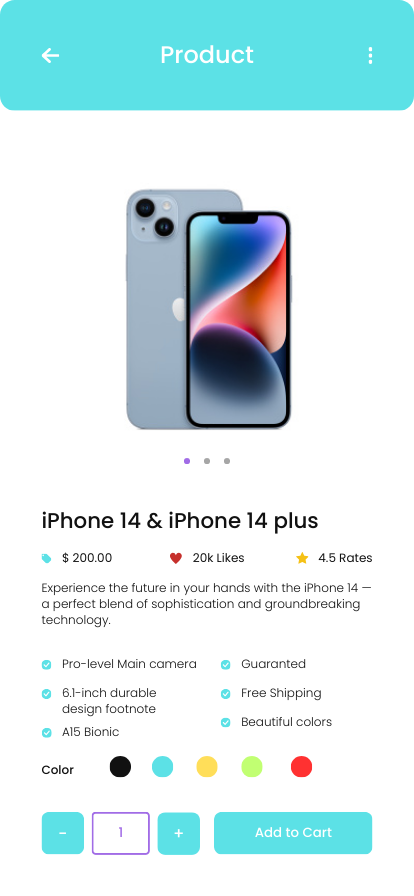 Product
iPhone 14 & iPhone 14 plus
$ 200.00
20k Likes
4.5 Rates
Experience the future in your hands with the iPhone 14 —
a perfect blend of sophistication and groundbreaking
technology.
Pro-level Main camera
Guaranted
6.1-inch durable
design footnote
Free Shipping
Beautiful colors
A15 Bionic
Color
-
1
+
Add to Cart